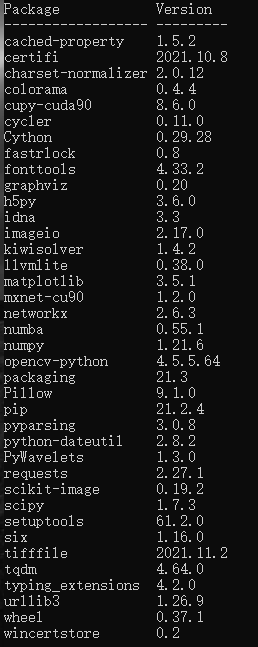 Package Version
------------------ ---------
cached-property 1.5.2
certifi 2021.10.8
charset-normalizer 2.0.12
colorama 0.4.4
cupy-cuda90 8.6.0
cycler 0.11.0
Cython 0.29.28
fastrlock 0.8
fonttools 4.33.2
graphviz 0.20
h5py 3.6.0
idna 3.3
imageio 2.17.0
kiwisolver 1.4.2
llvmlite 0.38.0
matplotlib 3.5.1
mxnet-cu90 1.2.0
networkx 2.6.3
numba 0.55.1
numpy 1.21.6
opencv-python 4.5.5.64
packaging 21.3
Pillow 9.1.0
pip 21.2.4
pyparsing 3.0.8
python-dateutil 2.8.2
PyWavelets 1.3.0
requests 2.27.1
scikit-image 0.19.2
scipy 1.7.3
setuptools 61.2.0
six 1.16.0
tifffile 2021.11.2
tqdm 4.64.0
typing_extensions 4.2.0
urllib3 1.26.9
wheel 0.37.1
wincertstore 0.2